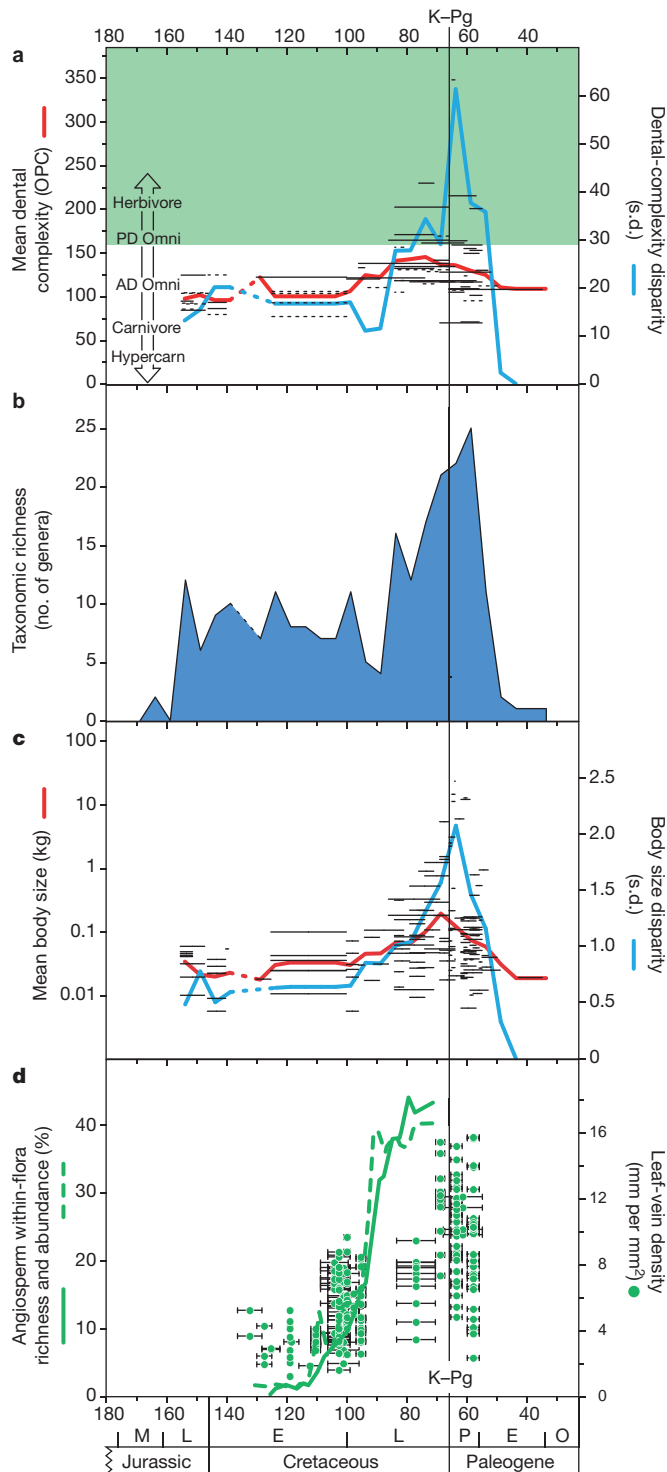 K–Pg
180 160 140 120 100 80 60 40
a
Mean dental complexity (OPC)
350
300
250
200
150
100
50
0
Herbivore
PD Omni
AD Omni
Carnivore
Hypercarn
60
50
40
30
20
10
0
Dental-complexity disparity (s.d.)
b
Taxonomic richness (no. of genera)
25
20
15
10
5
0
c
Mean body size (kg)
100
10
1
0.1
0.01
2.5
2.0
1.5
1.0
0.5
0
Body size disparity (s.d.)
d
Angiosperm within-flora richness and abundance (%)
40
30
20
10
0
16
12
8
4
0
Leaf-vein density (mm per mm²)
K–Pg
180 160 140 120 100 80 60 40
M L E L P E O
Jurassic Cretaceous Paleogene